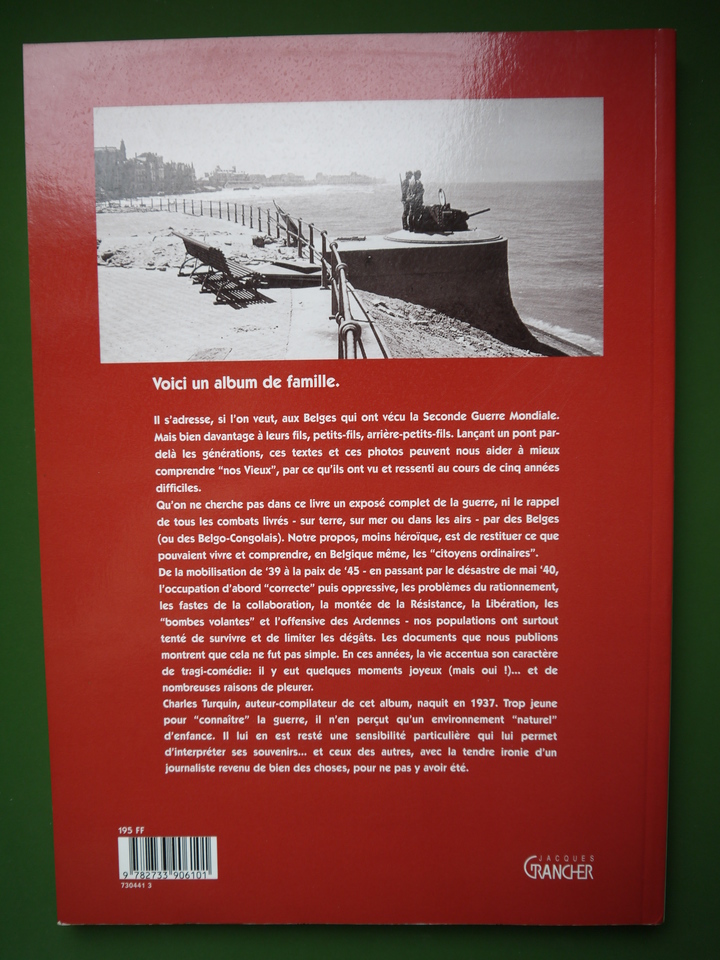 Voici un album de famille.
Il s'adresse, si l'on veut, aux Belges qui ont vécu la Seconde Guerre Mondiale.
Mais bien davantage à leurs fils, petits-fils, arrière-petits-fils. Lançant un pont par-
delà les générations, ces textes et ces photos peuvent nous aider à mieux
comprendre "nos Vieux", par ce qu'ils ont vu et ressenti au cours de cinq années
difficiles.
Qu'on ne cherche pas dans ce livre un exposé complet de la guerre, ni le rappel
de tous les combats livrés - sur terre, sur mer ou dans les airs - par des Belges
(ou des Belgo-Congolais). Notre propos, moins héroïque, est de restituer ce que
pouvaient vivre et comprendre, en Belgique même, les "citoyens ordinaires".
De la mobilisation de '39 à la paix de '45 - en passant par le désastre de mai '40,
l'occupation d'abord "correcte" puis oppressive, les problèmes du rationnement,
les fastes de la collaboration, la montée de la Résistance, la Libération, les
"bombes volantes" et l'offensive des Ardennes - nos populations ont surtout
tenté de survivre et de limiter les dégâts. Les documents que nous publions
montrent que cela ne fut pas simple. En ces années, la vie accentua son caractère
de tragi-comédie: il y eut quelques moments joyeux (mais oui !)... et de
nombreuses raisons de pleurer.
Charles Turquin, auteur-compilateur de cet album, naquit en 1937. Trop jeune
pour "connaître" la guerre, il n'en perçut qu'un environnement "naturel"
d'enfance. Il lui en est resté une sensibilité particulière qui lui permet
d'interpréter ses souvenirs... et ceux des autres, avec la tendre ironie d'un
journaliste revenu de bien des choses, pour ne pas y avoir été.
195 FF
9 782733 906101
730441 3
JACQUES
GRANCHER